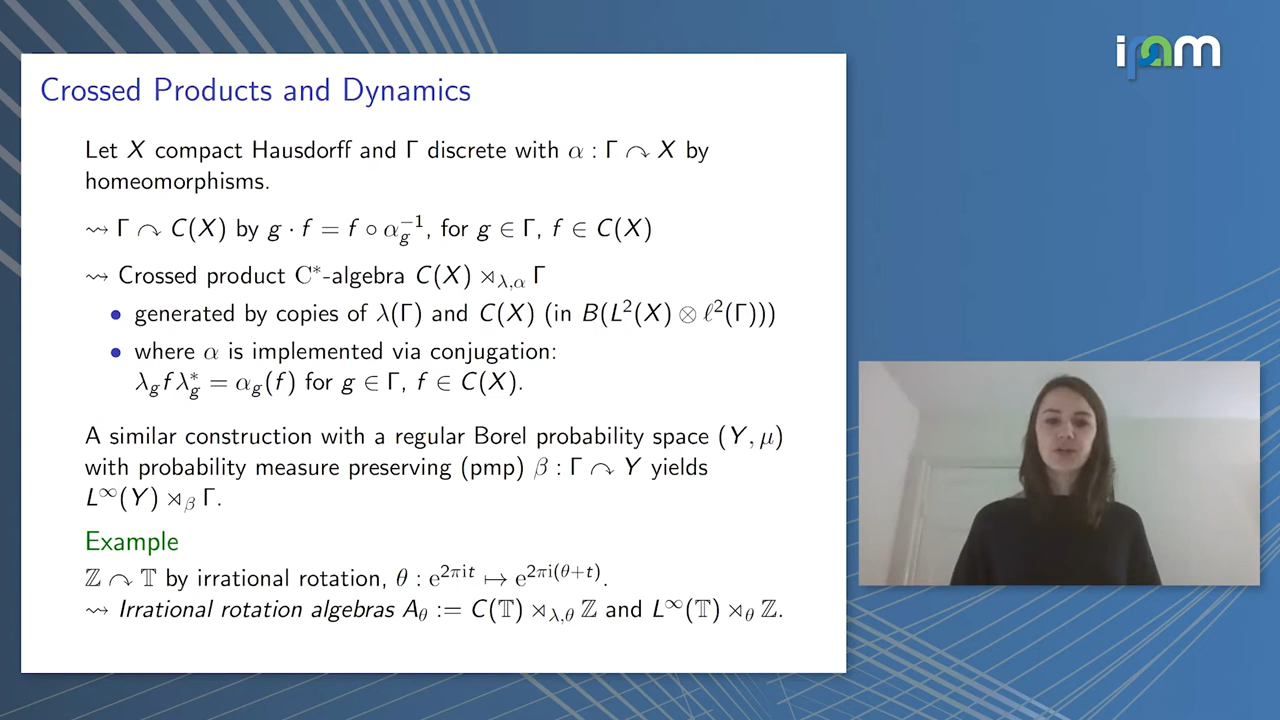 ipam
Crossed Products and Dynamics
Let X compact Hausdorff and Γ discrete with α : Γ ↷ X by
homeomorphisms.
⇝ Γ ↷ C(X) by g · f = f ∘ α_g^{−1}, for g ∈ Γ, f ∈ C(X)
⇝ Crossed product C*-algebra C(X) ⋊_{λ,α} Γ
• generated by copies of λ(Γ) and C(X) (in B(L²(X) ⊗ ℓ²(Γ)))
• where α is implemented via conjugation:
λ_g f λ_g^* = α_g(f) for g ∈ Γ, f ∈ C(X).
A similar construction with a regular Borel probability space (Y, μ)
with probability measure preserving (pmp) β : Γ ↷ Y yields
L^∞(Y) ⋊_β Γ.
Example
ℤ ↷ 𝕋 by irrational rotation, θ : e^{2πit} ↦ e^{2πi(θ+t)}.
⇝ Irrational rotation algebras A_θ := C(𝕋) ⋊_{λ,θ} ℤ and L^∞(𝕋) ⋊_θ ℤ.